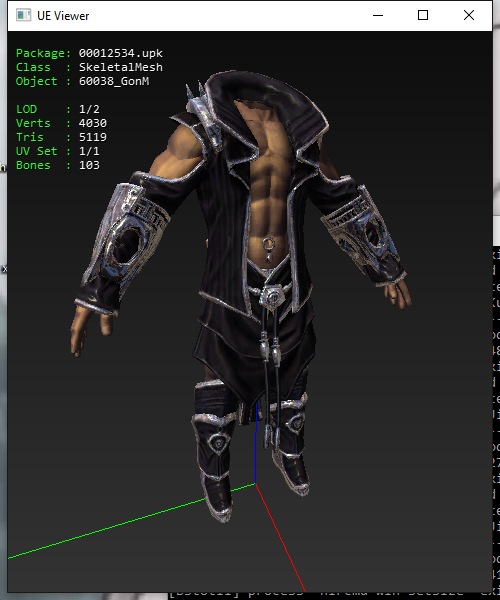 UE Viewer
Package: 00012534.upk
Class  : SkeletalMesh
Object : 60038_GonM
LOD    : 1/2
Verts  : 4030
Tris   : 5119
UV Set : 1/1
Bones  : 103